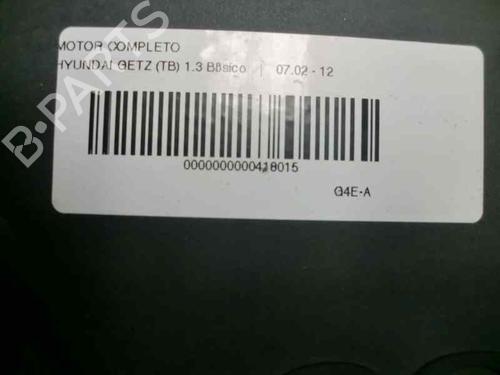 MOTOR COMPLETO
HYUNDAI GETZ (TB) 1.3 Básico | 07.02 - 12
0000000000418015
G4E-A
B-PARTS